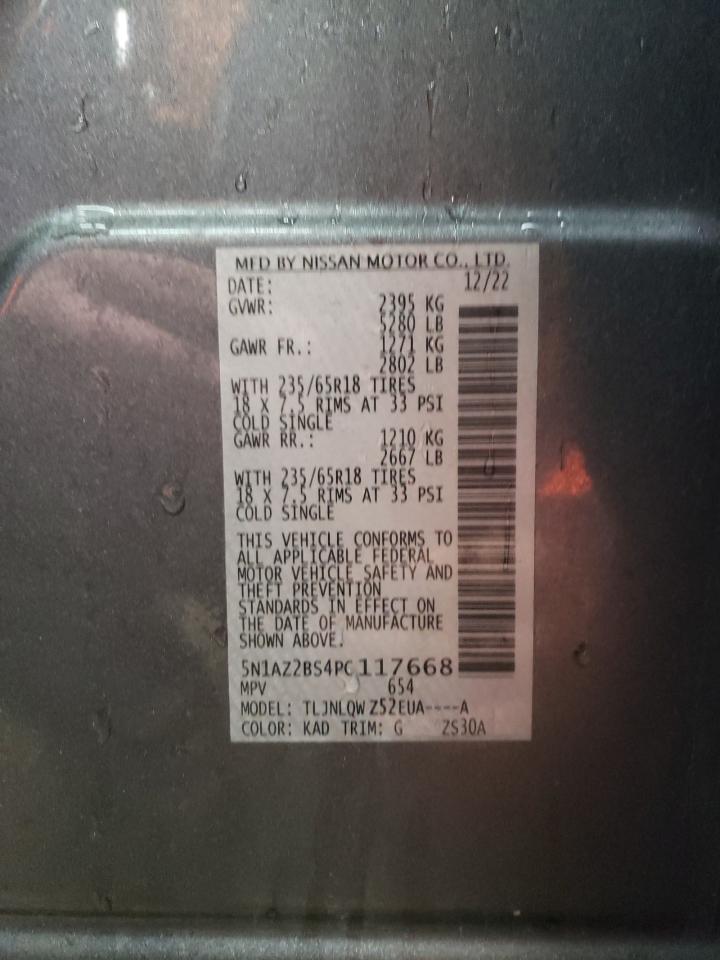 MFD BY NISSAN MOTOR CO., LTD.
DATE: 12/22
GVWR: 2395 KG
5280 LB
GAWR FR.: 1271 KG
2802 LB
WITH 235/65R18 TIRES
18 X 7.5 RIMS AT 33 PSI
COLD SINGLE
GAWR RR.: 1210 KG
2667 LB
WITH 235/65R18 TIRES
18 X 7.5 RIMS AT 33 PSI
COLD SINGLE
THIS VEHICLE CONFORMS TO
ALL APPLICABLE FEDERAL
MOTOR VEHICLE SAFETY AND
THEFT PREVENTION
STANDARDS IN EFFECT ON
THE DATE OF MANUFACTURE
SHOWN ABOVE.
5N1AZ2BS4PC117668
MPV 654
MODEL: TLJNLQWZ52EUA----A
COLOR: KAD TRIM: G ZS30A